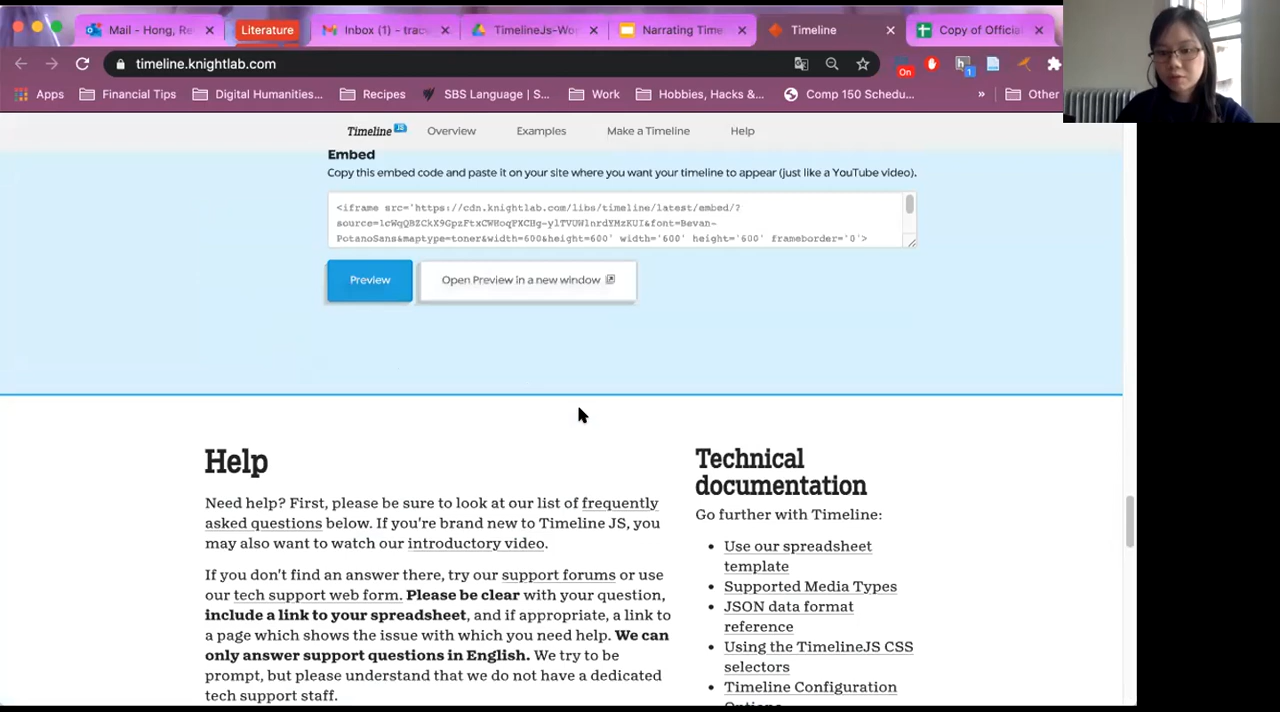 Mail - Hong, Re
Literature
Inbox (1) - trac
TimelineJs-Wor
Narrating Time
Timeline
Copy of Official
timeline.knightlab.com
On
1
Apps
Financial Tips
Digital Humanities...
Recipes
SBS Language | S...
Work
Hobbies, Hacks &...
Comp 150 Schedu...
»
Other
Timeline JS
Overview
Examples
Make a Timeline
Help
Embed
Copy this embed code and paste it on your site where you want your timeline to appear (just like a YouTube video).
<iframe src='https://cdn.knightlab.com/libs/timeline/latest/embed/?
PotanoSans&maptype=toner&width=600&height=600' width='600' height='600' frameborder='0'>
Preview
Open Preview in a new window
Help
Need help? First, please be sure to look at our list of frequently
asked questions below. If you're brand new to Timeline JS, you
may also want to watch our introductory video.
If you don't find an answer there, try our support forums or use
our tech support web form. Please be clear with your question,
include a link to your spreadsheet, and if appropriate, a link to
a page which shows the issue with which you need help. We can
only answer support questions in English. We try to be
prompt, but please understand that we do not have a dedicated
tech support staff.
Technical
documentation
Go further with Timeline:
Use our spreadsheet
template
Supported Media Types
JSON data format
reference
Using the TimelineJS CSS
selectors
Timeline Configuration